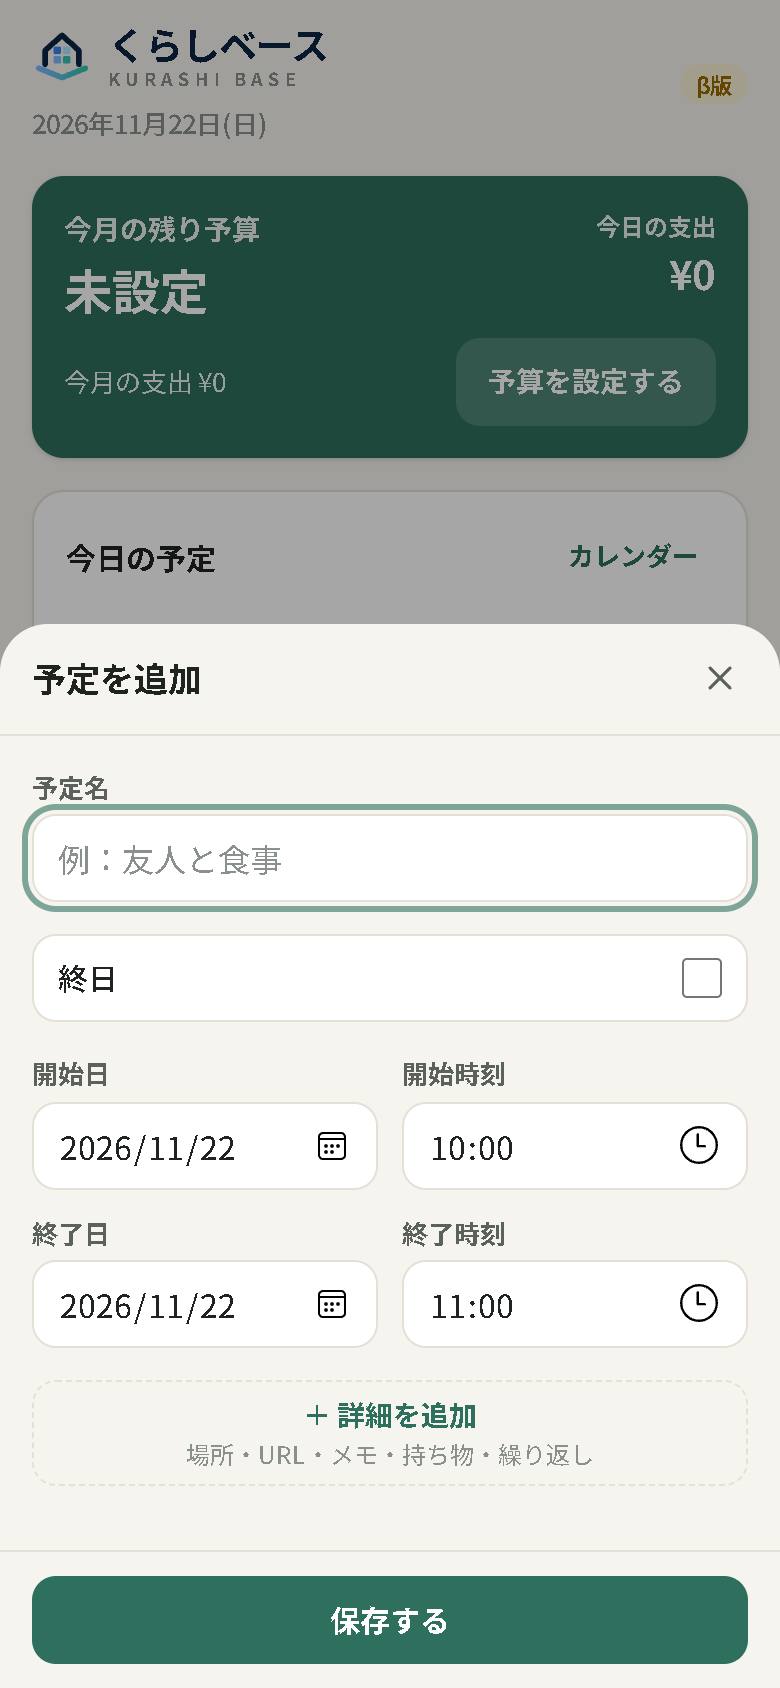 くらしベース
KURASHI BASE
β版
2026年11月22日(日)
今月の残り予算
今日の支出
未設定
¥0
今月の支出 ¥0
予算を設定する
今日の予定
カレンダー
予定を追加
予定名
例：友人と食事
終日
開始日
開始時刻
2026/11/22
10:00
終了日
終了時刻
2026/11/22
11:00
＋ 詳細を追加
場所・URL・メモ・持ち物・繰り返し
保存する